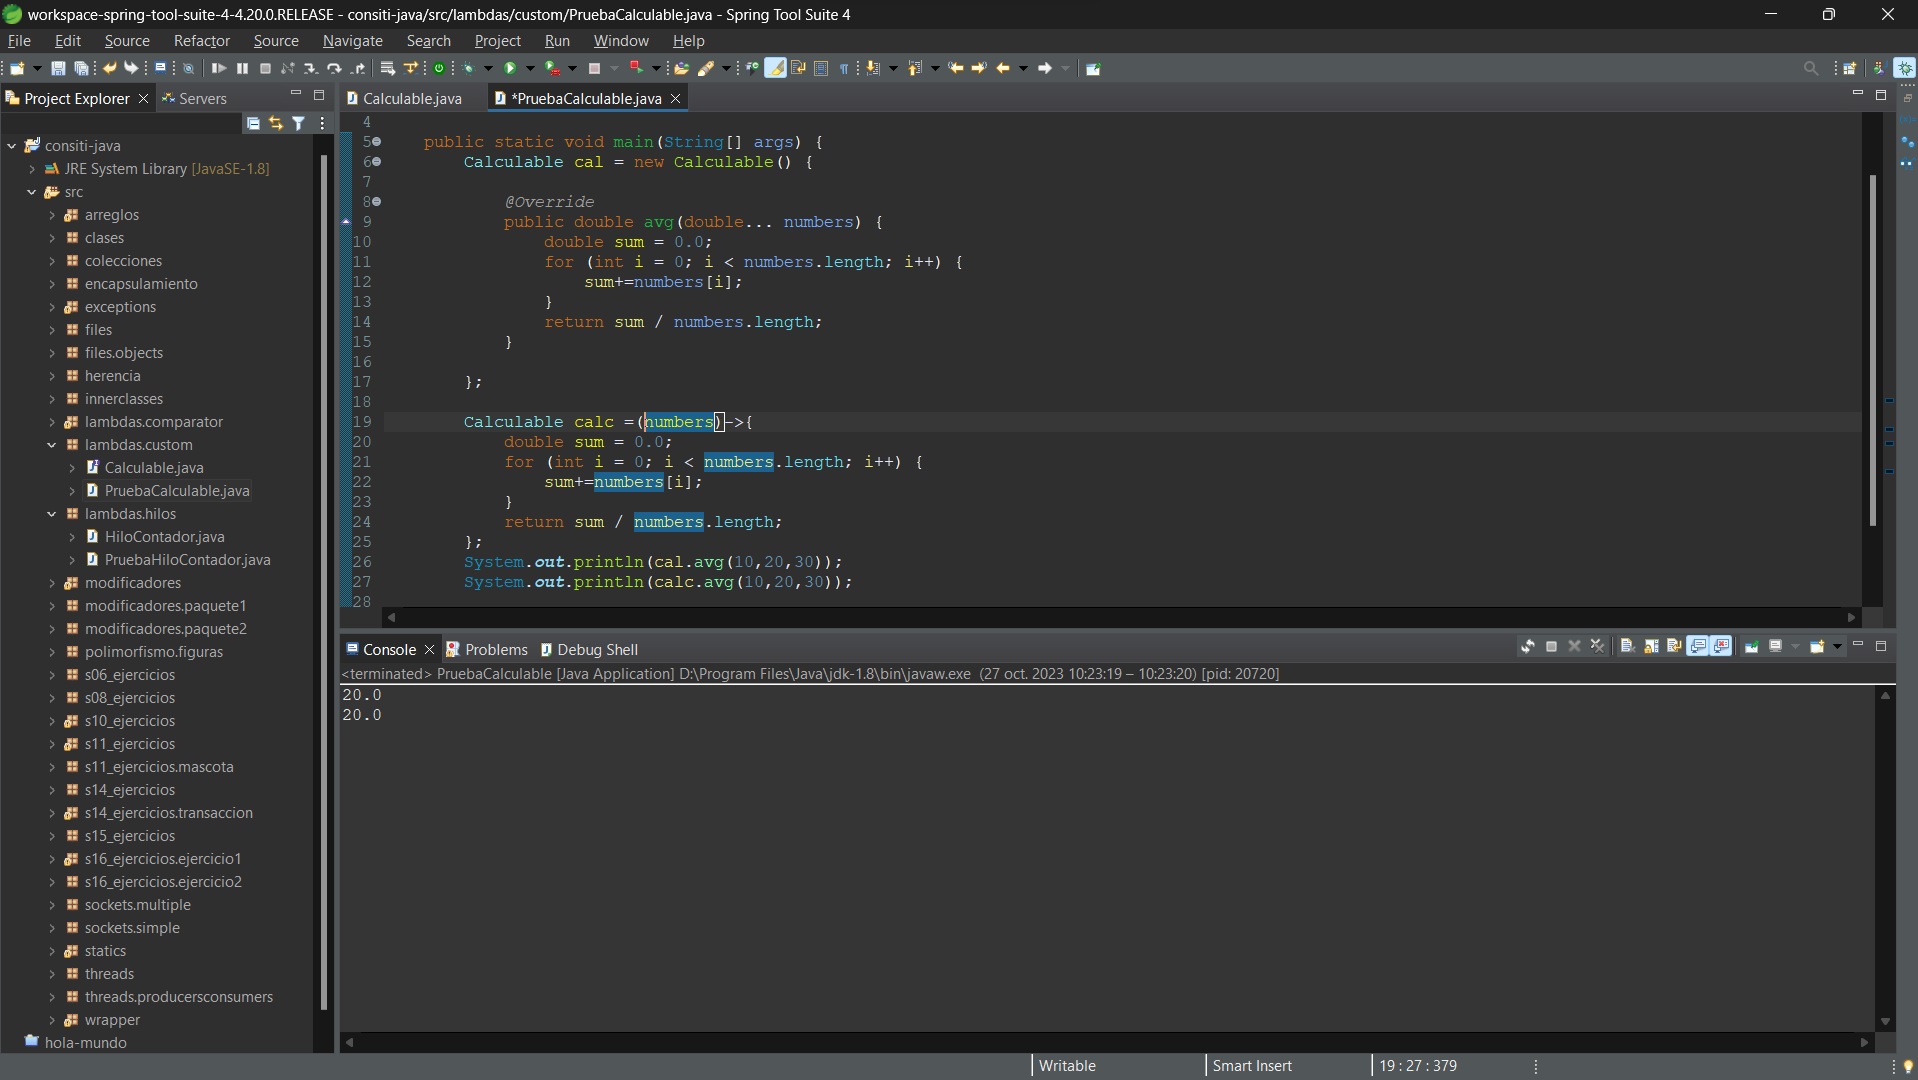 workspace-spring-tool-suite-4-4.20.0.RELEASE - consiti-java/src/lambdas/custom/PruebaCalculable.java - Spring Tool Suite 4
File Edit Source Refactor Source Navigate Search Project Run Window Help
Project Explorer
Servers
consiti-java
JRE System Library [JavaSE-1.8]
src
arreglos
clases
colecciones
encapsulamiento
exceptions
files
files.objects
herencia
innerclasses
lambdas.comparator
lambdas.custom
Calculable.java
PruebaCalculable.java
lambdas.hilos
HiloContador.java
PruebaHiloContador.java
modificadores
modificadores.paquete1
modificadores.paquete2
polimorfismo.figuras
s06_ejercicios
s08_ejercicios
s10_ejercicios
s11_ejercicios
s11_ejercicios.mascota
s14_ejercicios
s14_ejercicios.transaccion
s15_ejercicios
s16_ejercicios.ejercicio1
s16_ejercicios.ejercicio2
sockets.multiple
sockets.simple
statics
threads
threads.producersconsumers
wrapper
hola-mundo
Calculable.java
*PruebaCalculable.java
4
5 public static void main(String[] args) {
6 Calculable cal = new Calculable() {
7
8 @Override
9 public double avg(double... numbers) {
10 double sum = 0.0;
11 for (int i = 0; i < numbers.length; i++) {
12 sum+=numbers[i];
13 }
14 return sum / numbers.length;
15 }
16
17 };
18
19 Calculable calc =(numbers)->{
20 double sum = 0.0;
21 for (int i = 0; i < numbers.length; i++) {
22 sum+=numbers[i];
23 }
24 return sum / numbers.length;
25 };
26 System.out.println(cal.avg(10,20,30));
27 System.out.println(calc.avg(10,20,30));
28
Console Problems Debug Shell
<terminated> PruebaCalculable [Java Application] D:\Program Files\Java\jdk-1.8\bin\javaw.exe (27 oct. 2023 10:23:19 – 10:23:20) [pid: 20720]
20.0
20.0
Writable Smart Insert 19 : 27 : 379